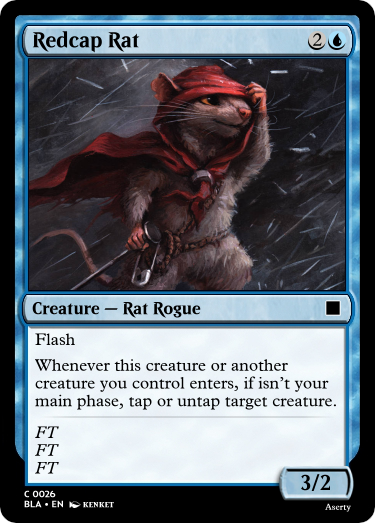 Redcap Rat 2
Creature — Rat Rogue
Flash
Whenever this creature or another
creature you control enters, if isn't your
main phase, tap or untap target creature.
FT
FT
FT
3/2
C 0026
BLA • EN KENKET
Aserty